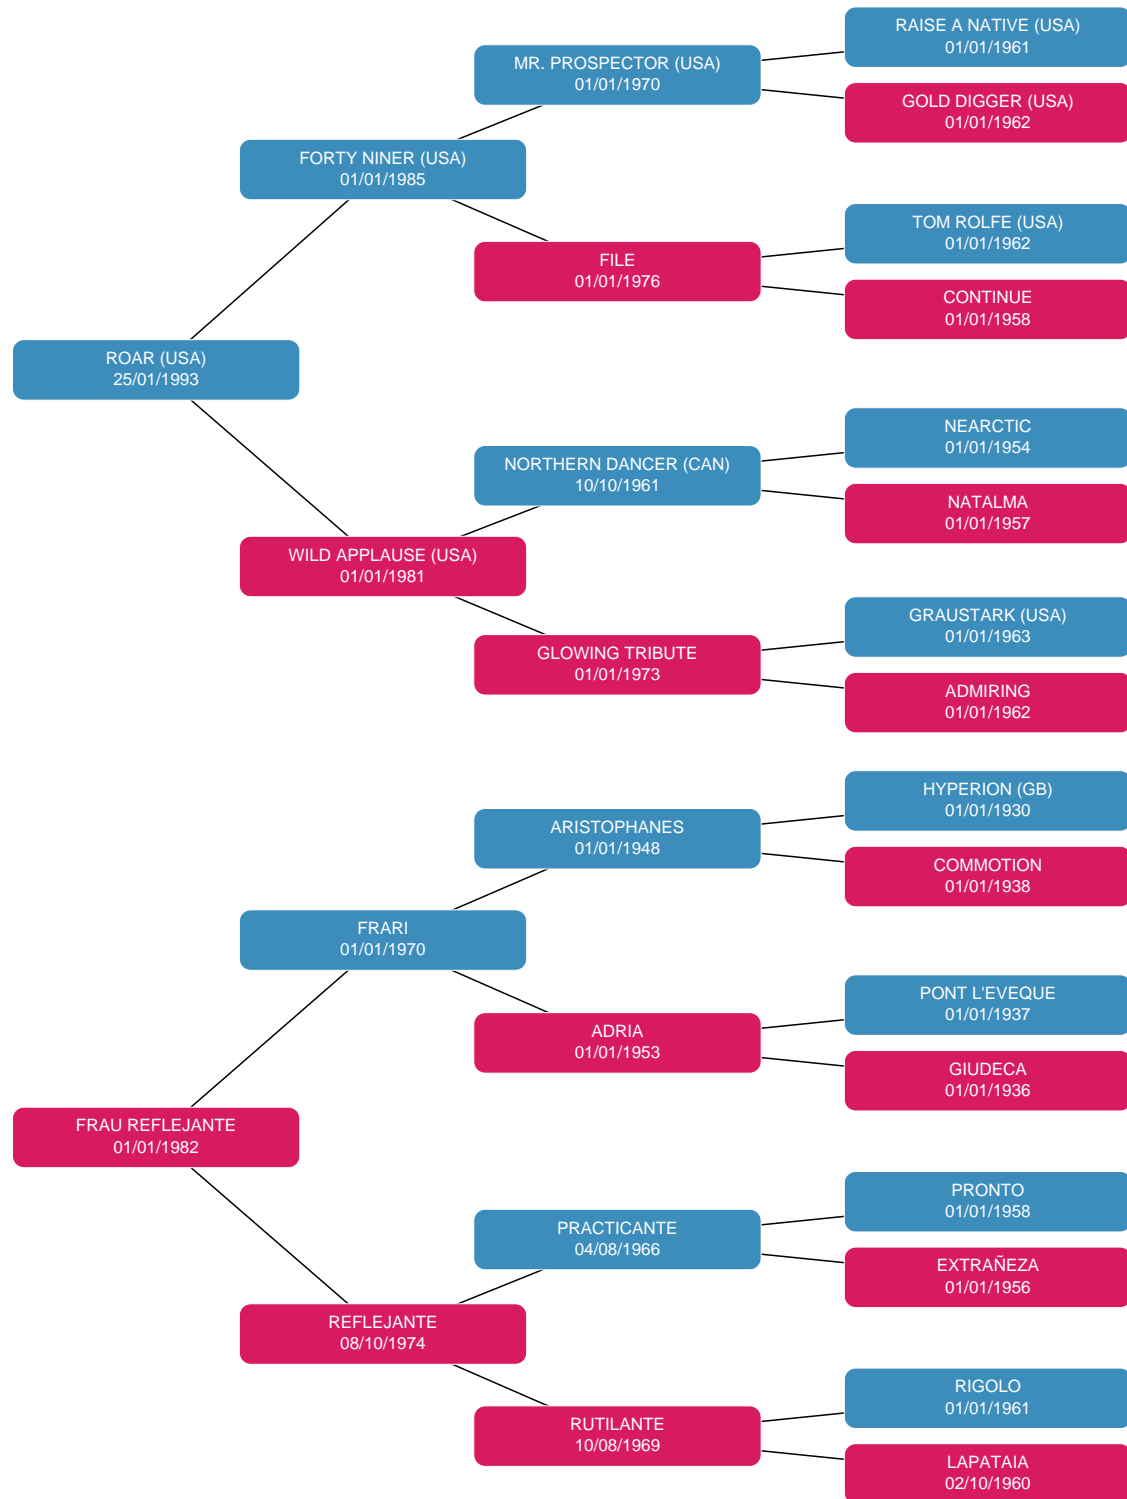 RAISE A NATIVE (USA)
01/01/1961
MR. PROSPECTOR (USA)
01/01/1970
GOLD DIGGER (USA)
01/01/1962
FORTY NINER (USA)
01/01/1985
TOM ROLFE (USA)
01/01/1962
FILE
01/01/1976
CONTINUE
01/01/1958
ROAR (USA)
25/01/1993
NEARCTIC
01/01/1954
NORTHERN DANCER (CAN)
10/10/1961
NATALMA
01/01/1957
WILD APPLAUSE (USA)
01/01/1981
GRAUSTARK (USA)
01/01/1963
GLOWING TRIBUTE
01/01/1973
ADMIRING
01/01/1962
HYPERION (GB)
01/01/1930
ARISTOPHANES
01/01/1948
COMMOTION
01/01/1938
FRARI
01/01/1970
PONT L'EVEQUE
01/01/1937
ADRIA
01/01/1953
GIUDECA
01/01/1936
FRAU REFLEJANTE
01/01/1982
PRONTO
01/01/1958
PRACTICANTE
04/08/1966
EXTRAÑEZA
01/01/1956
REFLEJANTE
08/10/1974
RIGOLO
01/01/1961
RUTILANTE
10/08/1969
LAPATAIA
02/10/1960